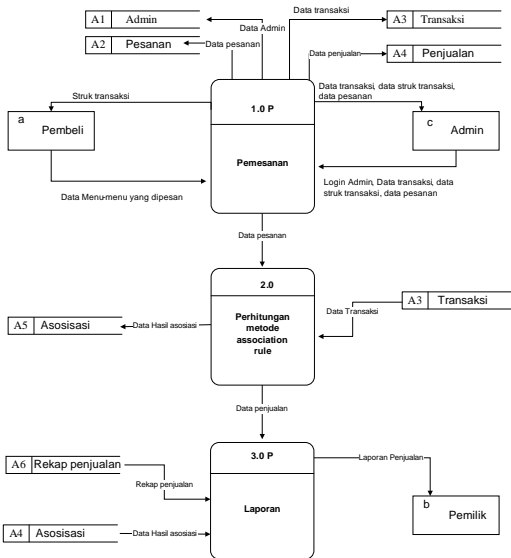 A1 Admin
Data transaksi
A3 Transaksi
Data Admin
A2 Pesanan
Data pesanan
Data penjualan
A4 Penjualan
Struk transaksi
1.0 P
Data transaksi, data struk transaksi,
data pesanan
a
Pembeli
c
Admin
Pemesanan
Data Menu-menu yang dipesan
Login Admin, Data transaksi, data
struk transaksi, data pesanan
Data pesanan
2.0
A3 Transaksi
Perhitungan
metode
association
rule
Data Transaksi
A5 Asosisasi
Data Hasil asosiasi
Data penjualan
3.0 P
Laporan Penjualan
A6 Rekap penjualan
Rekap penjualan
b
Pemilik
Laporan
A4 Asosisasi
Data Hasil asosiasi